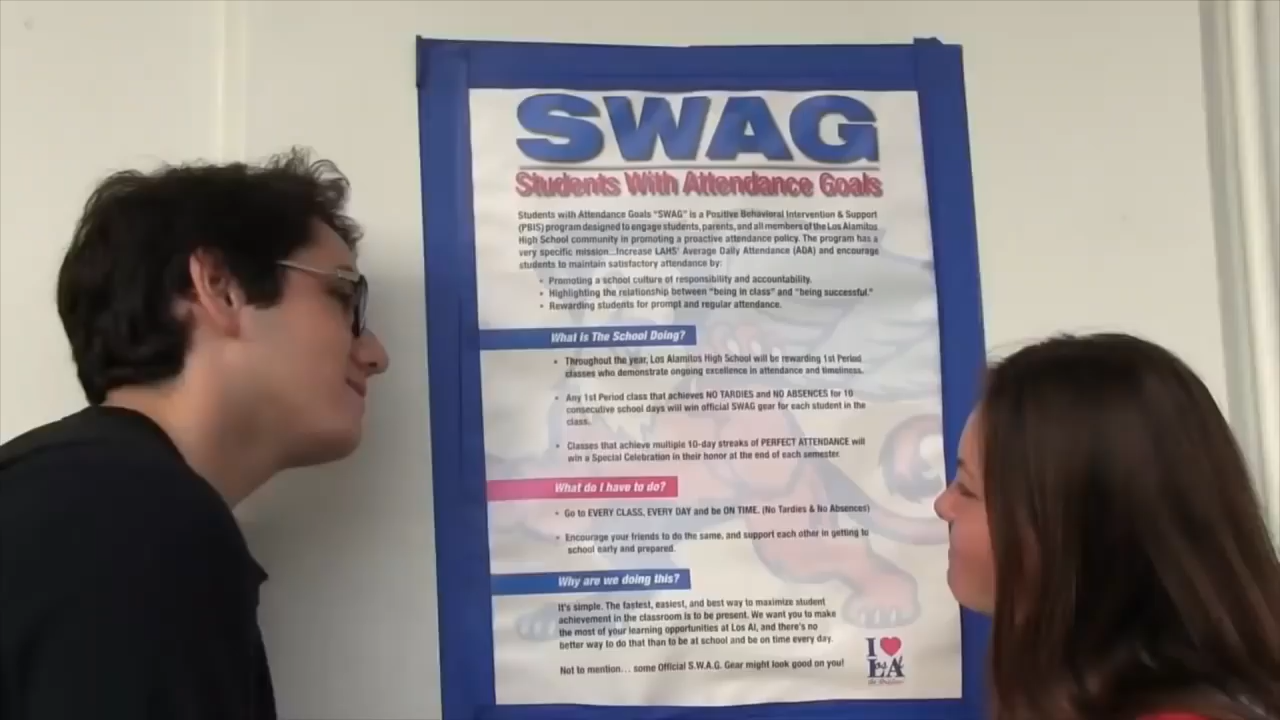 SWAG
Students With Attendance Goals
Students with Attendance Goals "SWAG" is a Positive Behavioral Intervention & Support
(PBIS) program designed to engage students, parents, and all members of the Los Alamitos
High School community in promoting a proactive attendance policy. The program has a
very specific mission...Increase LAHS' Average Daily Attendance (ADA) and encourage
students to maintain satisfactory attendance by:
• Promoting a school culture of responsibility and accountability.
• Highlighting the relationship between "being in class" and "being successful."
• Rewarding students for prompt and regular attendance.
What is The School Doing?
• Throughout the year, Los Alamitos High School will be rewarding 1st Period
classes who demonstrate ongoing excellence in attendance and timeliness.
• Any 1st Period class that achieves NO TARDIES and NO ABSENCES for 10
consecutive school days will win official SWAG gear for each student in the
class.
• Classes that achieve multiple 10-day streaks of PERFECT ATTENDANCE will
win a Special Celebration in their honor at the end of each semester.
What do I have to do?
• Go to EVERY CLASS, EVERY DAY and be ON TIME. (No Tardies & No Absences)
• Encourage your friends to do the same, and support each other in getting to
school early and prepared.
Why are we doing this?
It's simple. The fastest, easiest, and best way to maximize student
achievement in the classroom is to be present. We want you to make
the most of your learning opportunities at Los Al, and there's no
better way to do that than to be at school and be on time every day.
Not to mention... some Official S.W.A.G. Gear might look good on you!
I ♥
Los Al